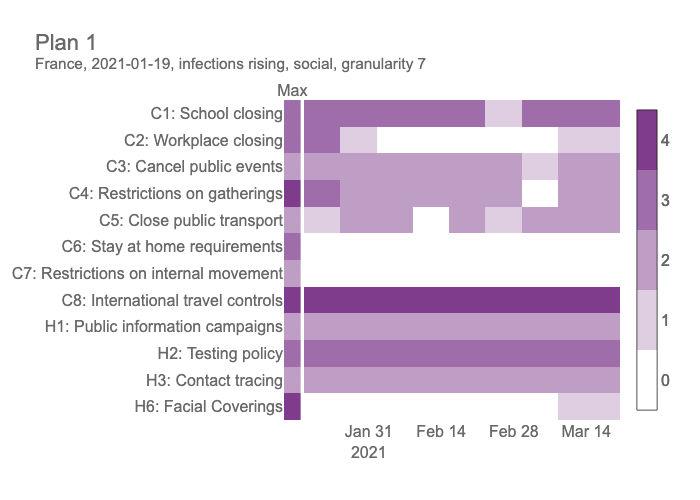 Plan 1
France, 2021-01-19, infections rising, social, granularity 7
Max
C1: School closing
C2: Workplace closing
C3: Cancel public events
C4: Restrictions on gatherings
C5: Close public transport
C6: Stay at home requirements
C7: Restrictions on internal movement
C8: International travel controls
H1: Public information campaigns
H2: Testing policy
H3: Contact tracing
H6: Facial Coverings
4
3
2
1
0
Jan 31 Feb 14 Feb 28 Mar 14
2021